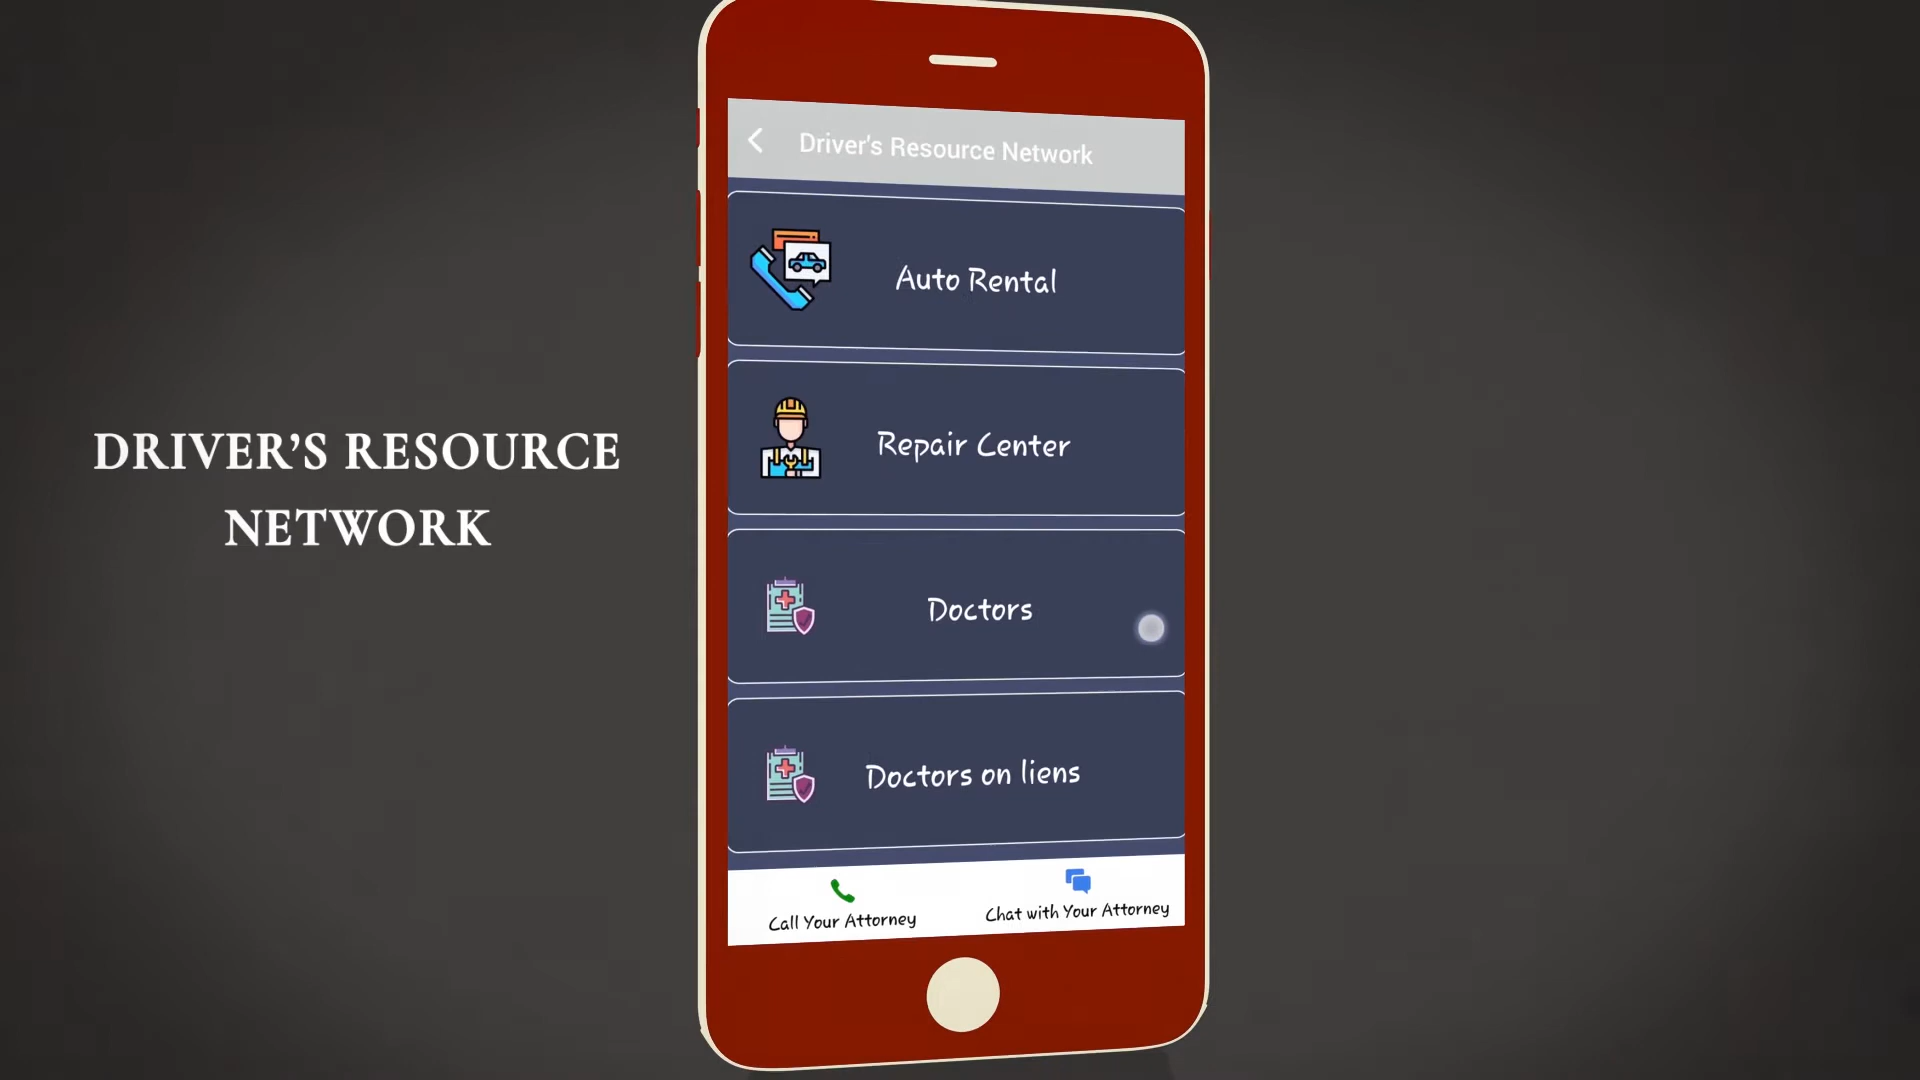 DRIVER’S RESOURCE
NETWORK
Driver's Resource Network
Auto Rental
Repair Center
Doctors
Doctors on liens
Call Your Attorney
Chat with Your Attorney